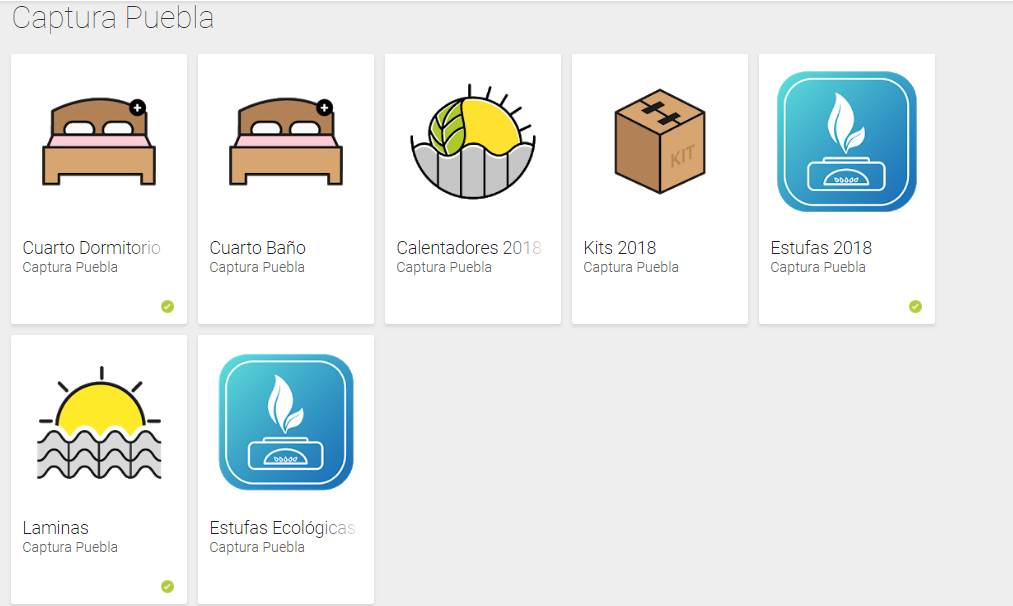 Captura Puebla
KIT
Cuarto Dormitorio
Captura Puebla
Cuarto Baño
Captura Puebla
Calentadores 2018
Captura Puebla
Kits 2018
Captura Puebla
Estufas 2018
Captura Puebla
Laminas
Captura Puebla
Estufas Ecológicas
Captura Puebla